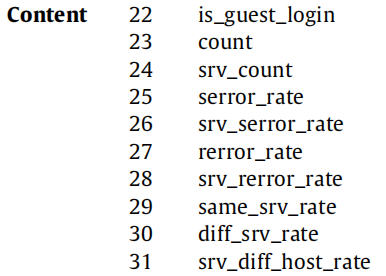 Content 22 is_guest_login
23 count
24 srv_count
25 serror_rate
26 srv_serror_rate
27 rerror_rate
28 srv_rerror_rate
29 same_srv_rate
30 diff_srv_rate
31 srv_diff_host_rate